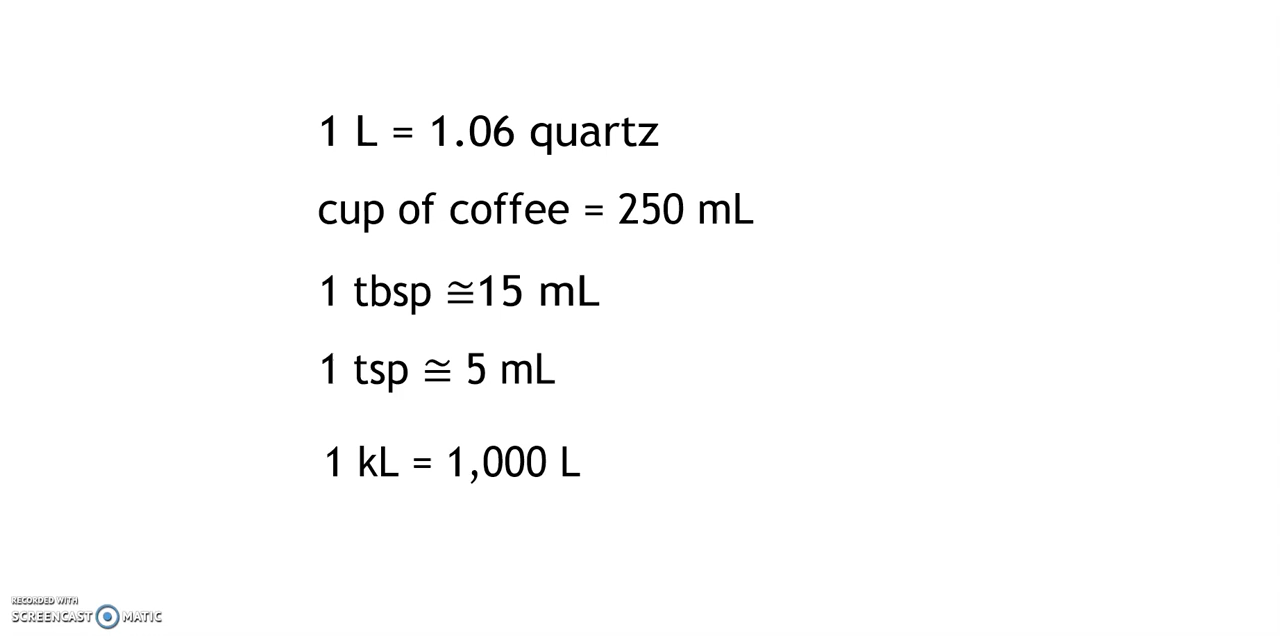 1 L = 1.06 quartz
cup of coffee = 250 mL
1 tbsp ≅15 mL
1 tsp ≅ 5 mL
1 kL = 1,000 L
RECORDED WITH
SCREENCAST MATIC